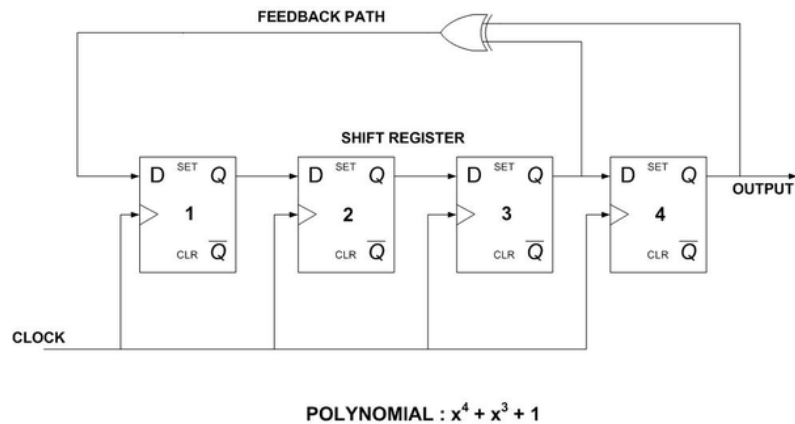 FEEDBACK PATH
SHIFT REGISTER
D SET Q D SET Q D SET Q D SET Q
OUTPUT
1 2 3 4
CLR Q̅ CLR Q̅ CLR Q̅ CLR Q̅
CLOCK
POLYNOMIAL : x⁴ + x³ + 1